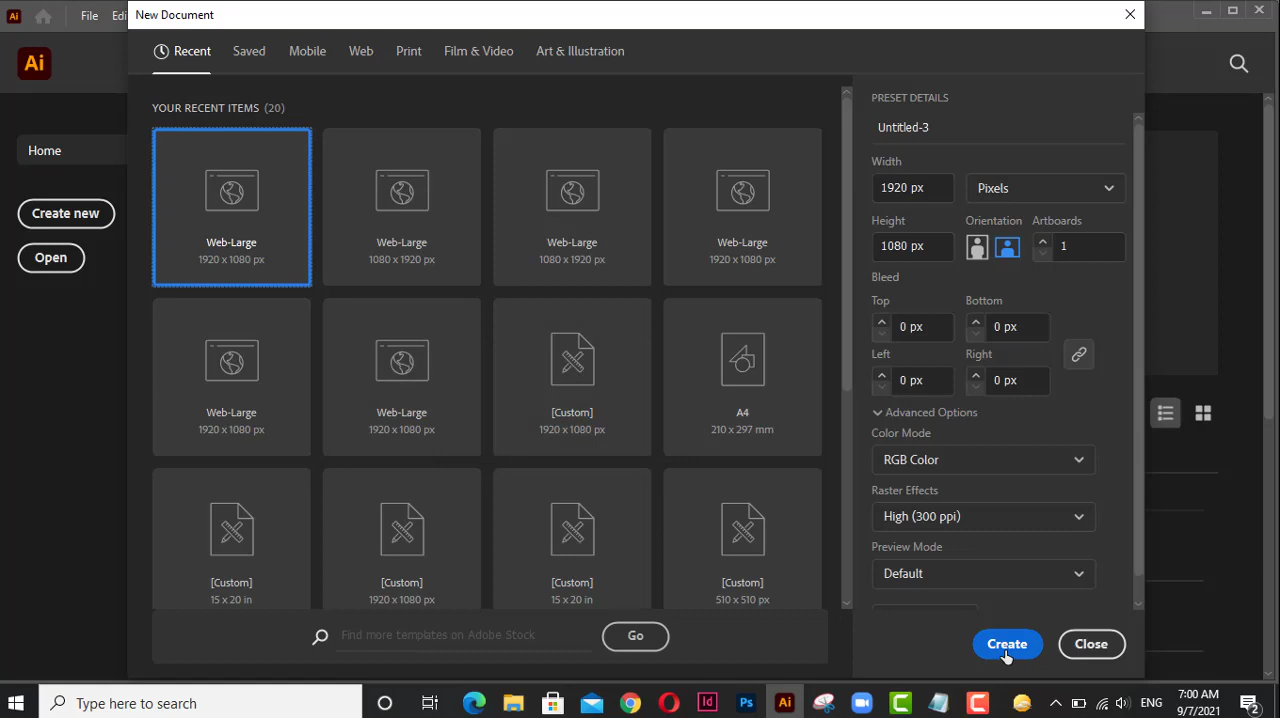 Ai
File
Edi
New Document
Recent
Saved
Mobile
Web
Print
Film & Video
Art & Illustration
Ai
Home
Create new
Open
YOUR RECENT ITEMS (20)
Web-Large
1920 x 1080 px
Web-Large
1080 x 1920 px
Web-Large
1080 x 1920 px
Web-Large
1920 x 1080 px
Web-Large
1920 x 1080 px
Web-Large
1920 x 1080 px
[Custom]
1920 x 1080 px
A4
210 x 297 mm
[Custom]
15 x 20 in
[Custom]
1920 x 1080 px
[Custom]
15 x 20 in
[Custom]
510 x 510 px
Find more templates on Adobe Stock
Go
PRESET DETAILS
Untitled-3
Width
1920 px
Pixels
Height
Orientation
Artboards
1080 px
1
Bleed
Top
Bottom
0 px
0 px
Left
Right
0 px
0 px
Advanced Options
Color Mode
RGB Color
Raster Effects
High (300 ppi)
Preview Mode
Default
Create
Close
Type here to search
Id
Ps
Ai
C
C
ENG
7:00 AM
9/7/2021
2